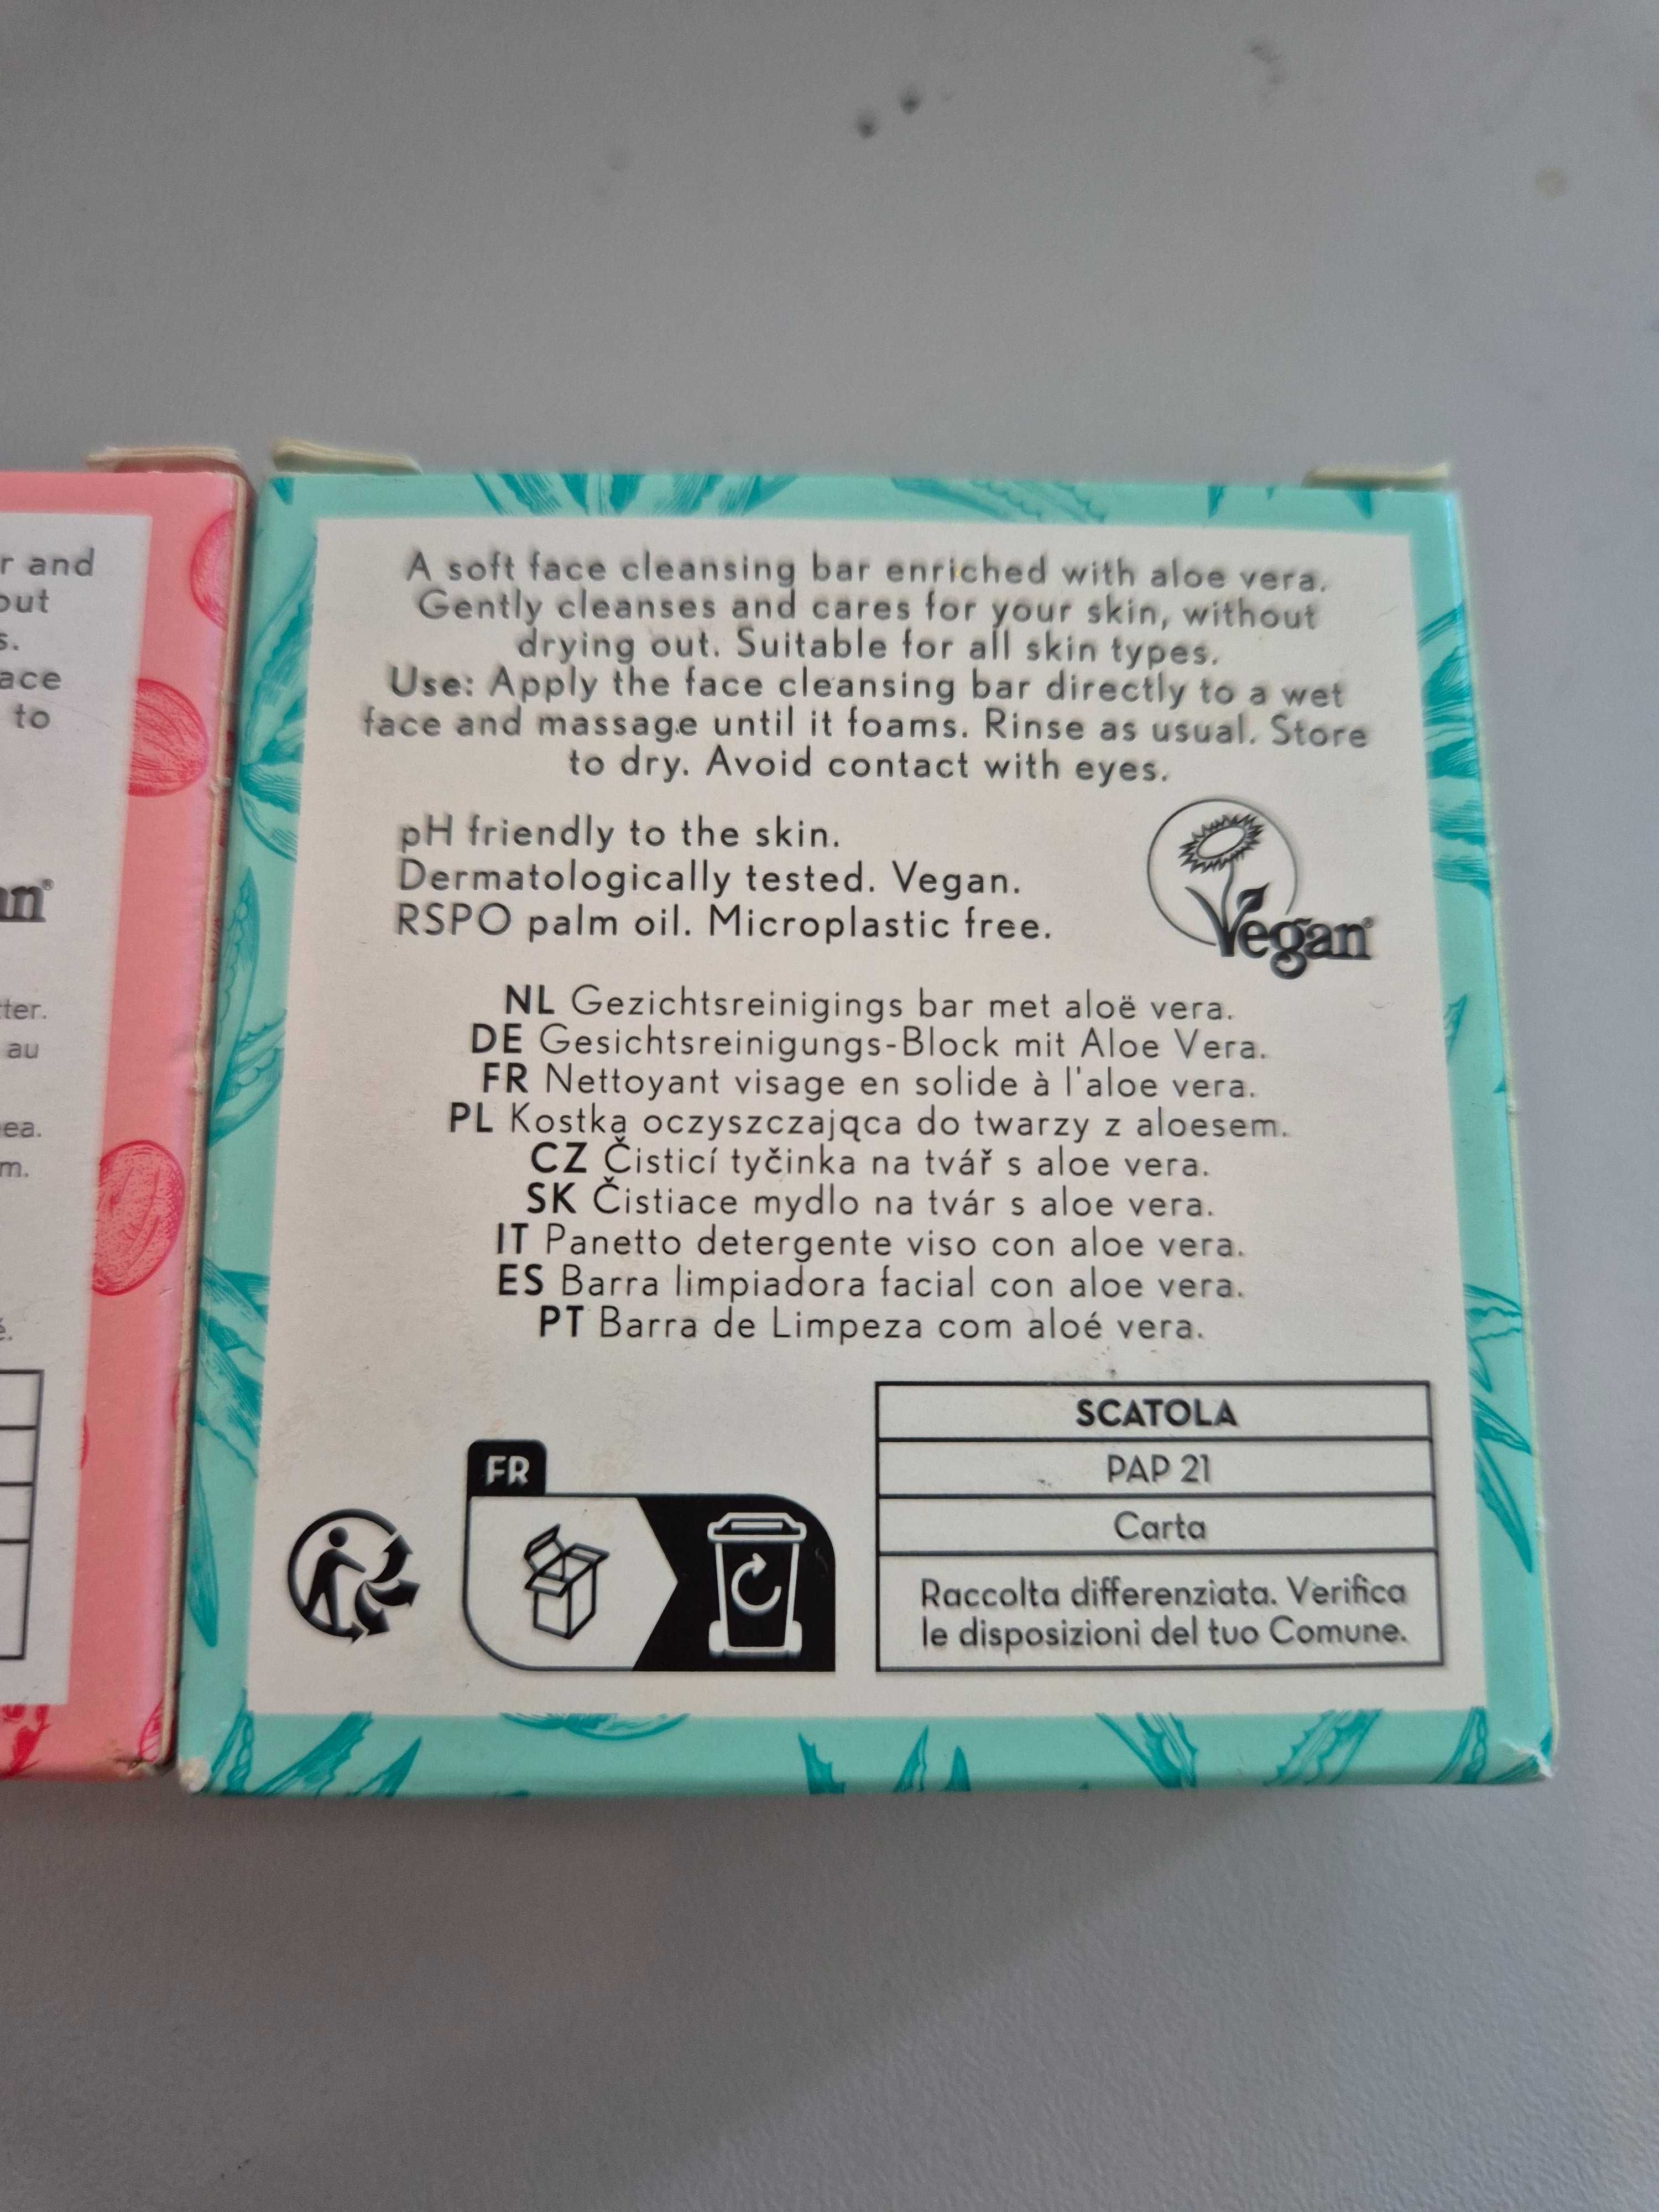 r and
out
s.
ace
to
an®
tter.
au
ea.
m.
é.
A soft face cleansing bar enriched with aloe vera.
Gently cleanses and cares for your skin, without
drying out. Suitable for all skin types.
Use: Apply the face cleansing bar directly to a wet
face and massage until it foams. Rinse as usual. Store
to dry. Avoid contact with eyes.
pH friendly to the skin.
Dermatologically tested. Vegan.
RSPO palm oil. Microplastic free.
Vegan®
NL Gezichtsreinigings bar met aloë vera.
DE Gesichtsreinigungs-Block mit Aloe Vera.
FR Nettoyant visage en solide à l'aloe vera.
PL Kostka oczyszczająca do twarzy z aloesem.
CZ Čisticí tyčinka na tvář s aloe vera.
SK Čistiace mydlo na tvár s aloe vera.
IT Panetto detergente viso con aloe vera.
ES Barra limpiadora facial con aloe vera.
PT Barra de Limpeza com aloé vera.
FR
SCATOLA
PAP 21
Carta
Raccolta differenziata. Verifica
le disposizioni del tuo Comune.